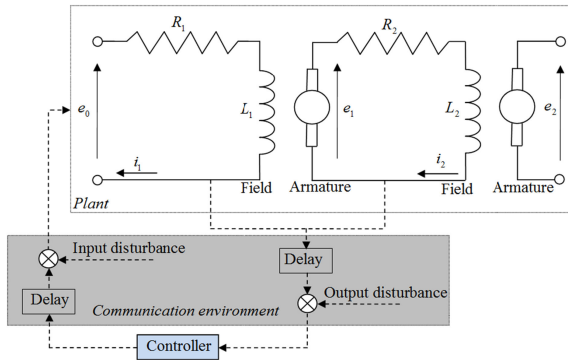 R1
R2
e0
L1
e1
L2
e2
i1
i2
Field
Armature
Field
Armature
Plant
Input disturbance
Delay
Delay
Output disturbance
Communication environment
Controller